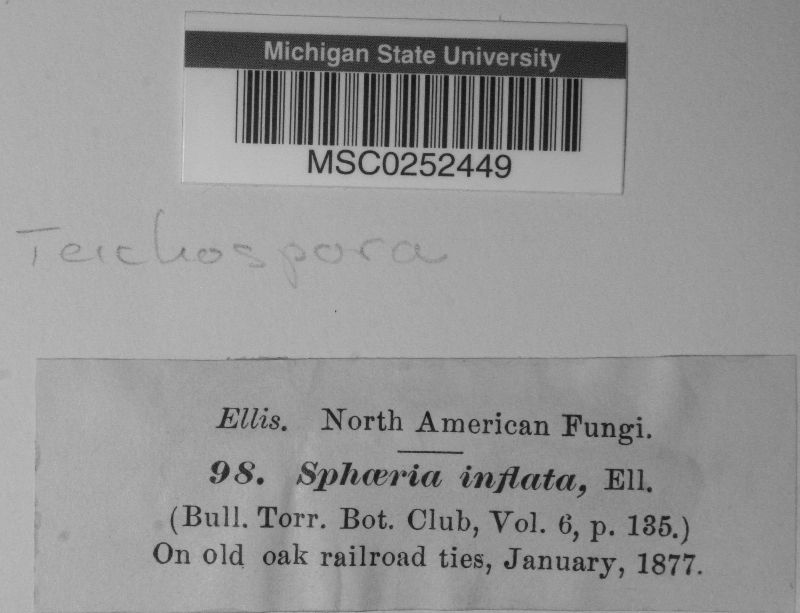 Michigan State University
MSC0252449
Teichospora
Ellis. North American Fungi.
98. Sphœria inflata, Ell.
(Bull. Torr. Bot. Club, Vol. 6, p. 135.)
On old oak railroad ties, January, 1877.